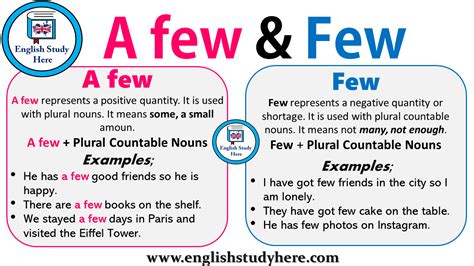 English Study
Here
A few & Few
A few
A few represents a positive quantity. It is used
with plural nouns. It means some, a small
amoun.
A few + Plural Countable Nouns
Examples;
• He has a few good friends so he is
happy.
• There are a few books on the shelf.
• We stayed a few days in Paris and
visited the Eiffel Tower.
English Study
Here
Few
Few represents a negative quantity or
shortage. It is used with plural countable
nouns. It means not many, not enough.
Few + Plural Countable Nouns
Examples;
• I have got few friends in the city so I
am lonely.
• They have got few cake on the table.
• He has few photos on Instagram.
www.englishstudyhere.com